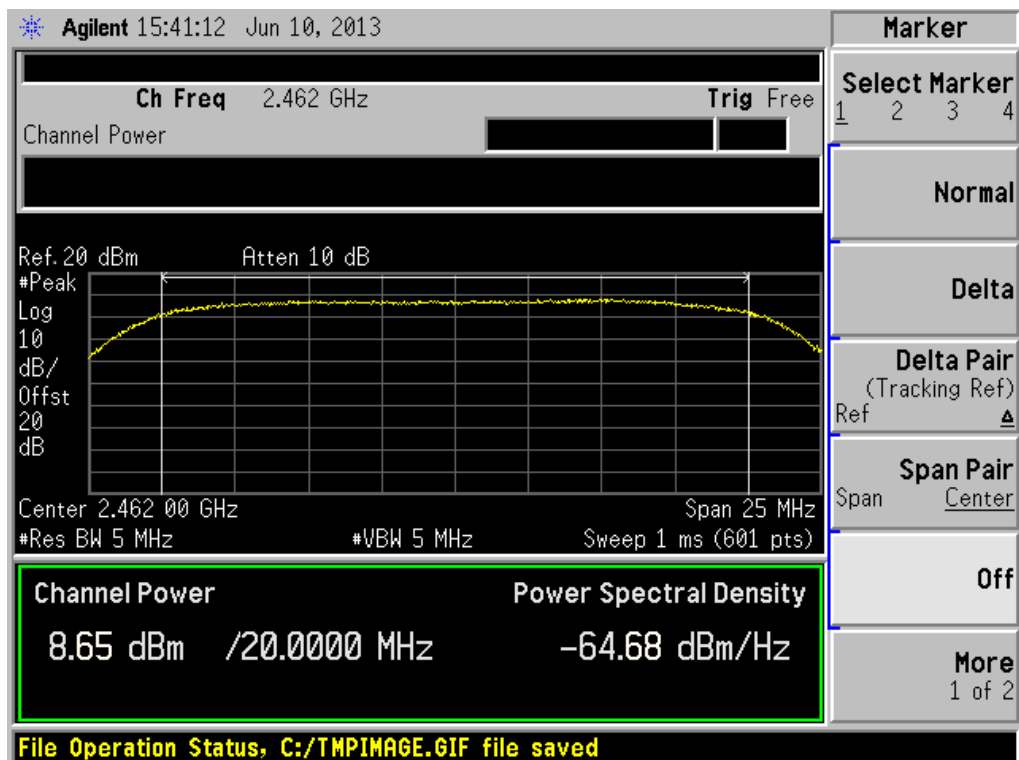 Agilent 15:41:12 Jun 10, 2013
Ch Freq 2.462 GHz Trig Free
Channel Power
Ref 20 dBm Atten 10 dB
#Peak
Log
10
dB/
Offst
20
dB
Center 2.462 00 GHz Span 25 MHz
#Res BW 5 MHz #VBW 5 MHz Sweep 1 ms (601 pts)
Channel Power Power Spectral Density
8.65 dBm /20.0000 MHz -64.68 dBm/Hz
File Operation Status, C:/TMPIMAGE.GIF file saved
Marker
Select Marker
1 2 3 4
Normal
Delta
Delta Pair
(Tracking Ref)
Ref Δ
Span Pair
Span Center
Off
More
1 of 2